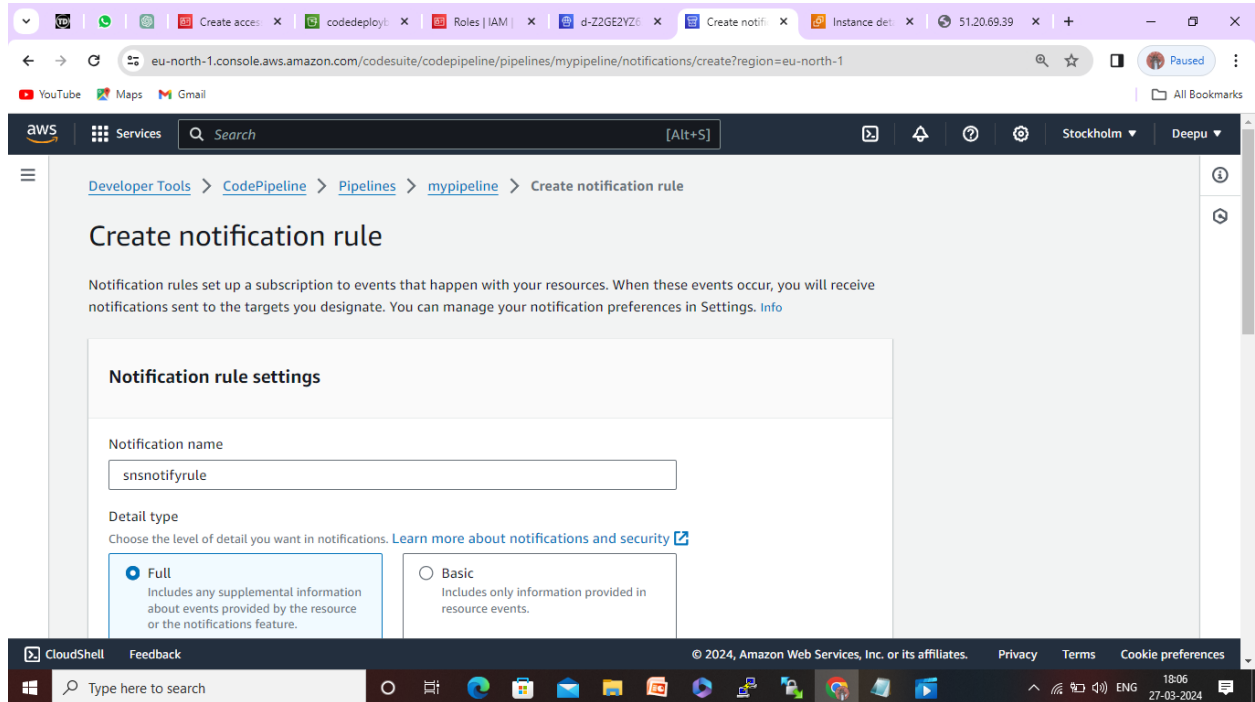 Create acces
codedeployb
Roles | IAM |
d-Z2GE2YZ6
Create notifi
Instance det
51.20.69.39
eu-north-1.console.aws.amazon.com/codesuite/codepipeline/pipelines/mypipeline/notifications/create?region=eu-north-1
Paused
YouTube
Maps
Gmail
All Bookmarks
aws
Services
Search
[Alt+S]
Stockholm
Deepu
Developer Tools > CodePipeline > Pipelines > mypipeline > Create notification rule
Create notification rule
Notification rules set up a subscription to events that happen with your resources. When these events occur, you will receive
notifications sent to the targets you designate. You can manage your notification preferences in Settings. Info
Notification rule settings
Notification name
snsnotifyrule
Detail type
Choose the level of detail you want in notifications. Learn more about notifications and security
Full
Includes any supplemental information
about events provided by the resource
or the notifications feature.
Basic
Includes only information provided in
resource events.
CloudShell
Feedback
© 2024, Amazon Web Services, Inc. or its affiliates.
Privacy
Terms
Cookie preferences
Type here to search
ENG
18:06
27-03-2024